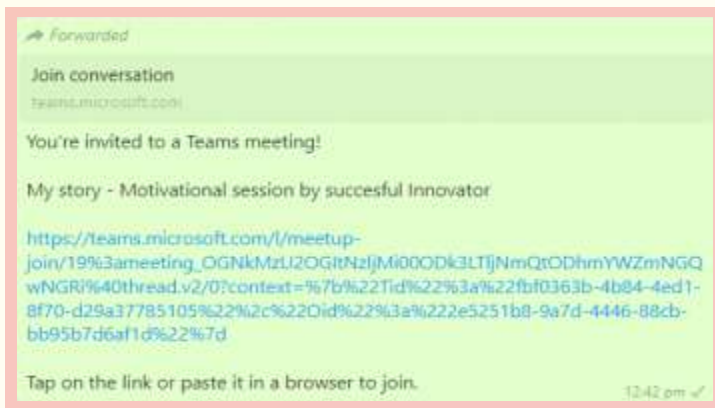 Forwarded
Join conversation
teams.microsoft.com
You're invited to a Teams meeting!
My story - Motivational session by succesful Innovator
https://teams.microsoft.com/l/meetup-
wNGRi%40thread.v2/0?context=%7b%22Tid%22%3a%22fbf0363b-4b84-4ed1-
8f70-d29a37785105%22%2c%22Oid%22%3a%222e5251b8-9a7d-4446-88cb-
bb95b7d6af1d%22%7d
Tap on the link or paste it in a browser to join.
12:42 pm